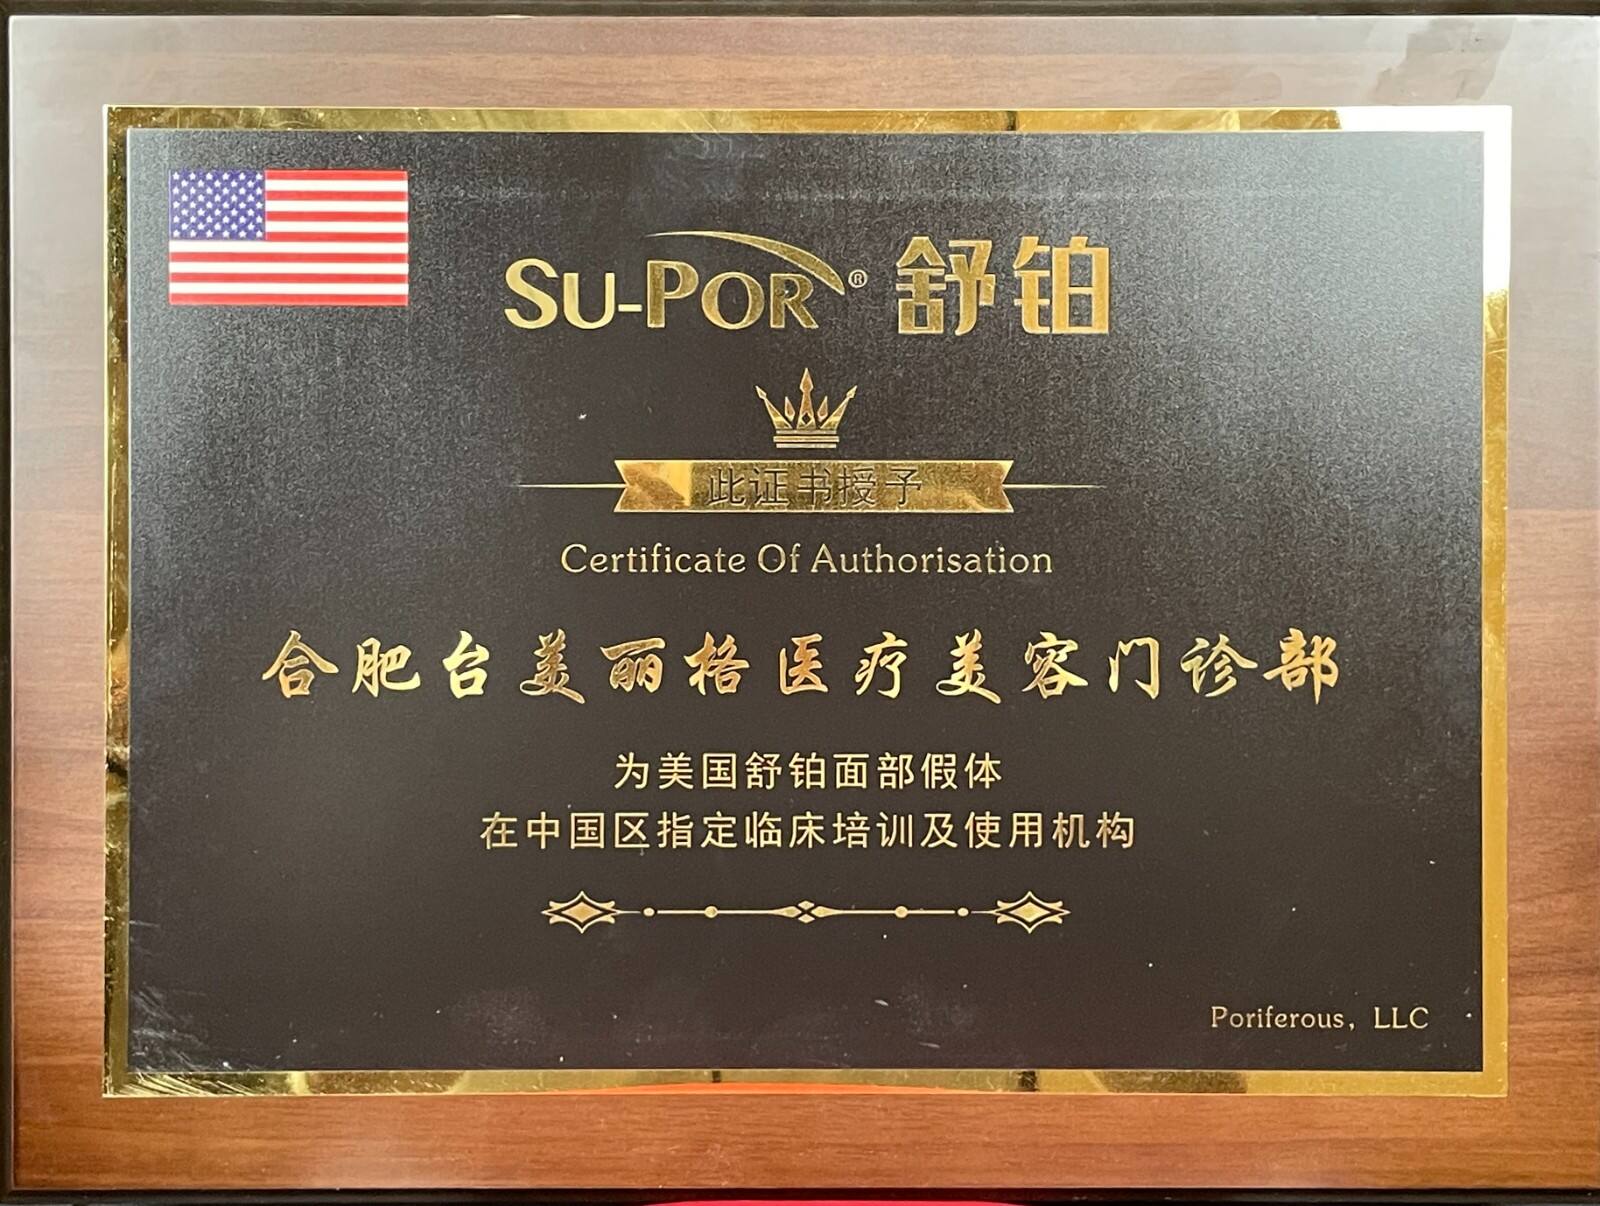 SU-POR® 舒铂
此证书授予
Certificate Of Authorisation
合肥台美丽格医疗美容门诊部
为美国舒铂面部假体
在中国区指定临床培训及使用机构
Poriferous, LLC